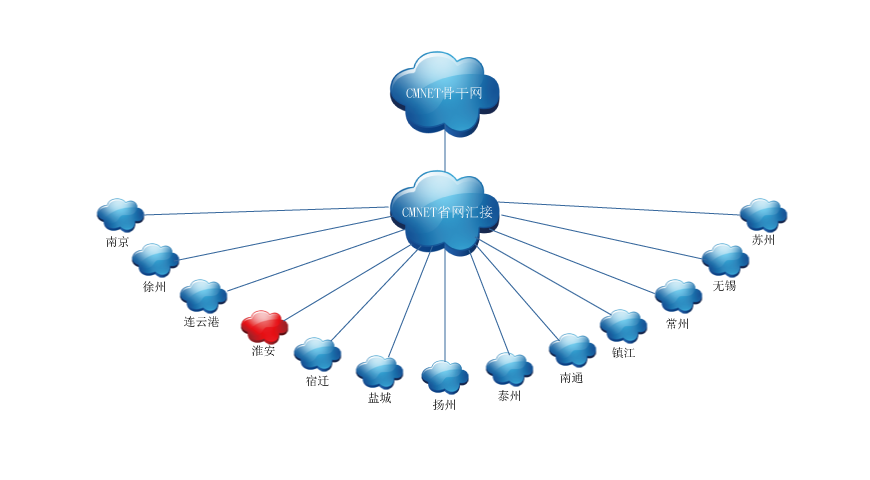 CMNET骨干网
CMNET省网汇接
南京
苏州
徐州
无锡
连云港
常州
淮安
镇江
宿迁
南通
盐城
泰州
扬州